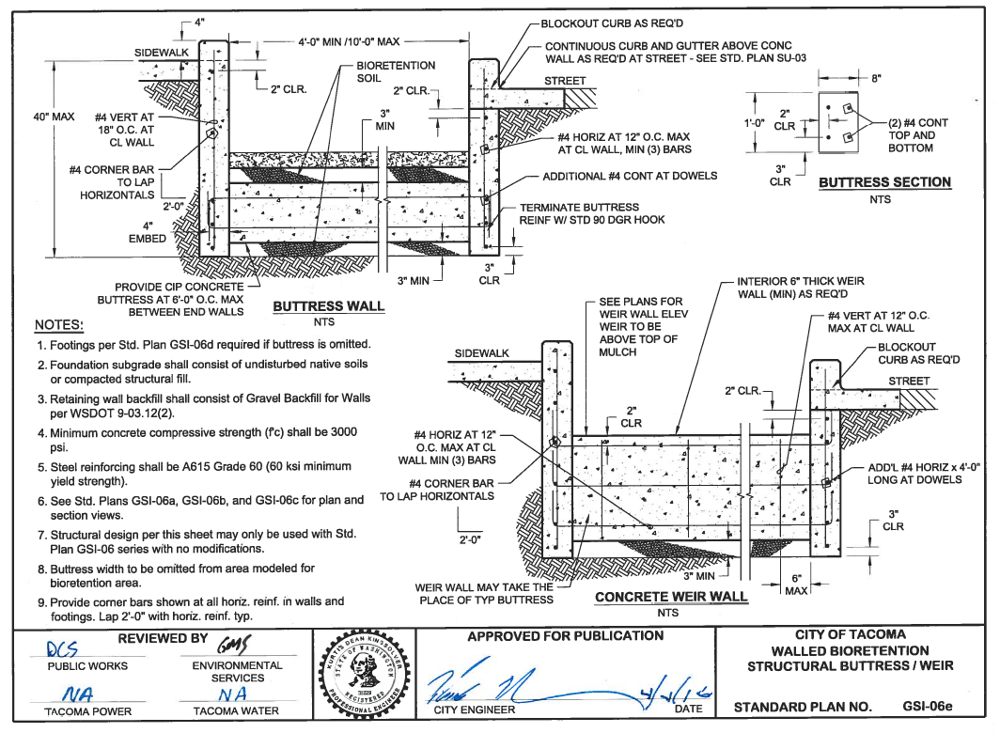 4"
SIDEWALK
4'-0" MIN /10'-0" MAX
BIORETENTION
SOIL
2" CLR.
2" CLR.
BLOCKOUT CURB AS REQ'D
CONTINUOUS CURB AND GUTTER ABOVE CONC
WALL AS REQ'D AT STREET - SEE STD. PLAN SU-03
STREET
40" MAX
#4 VERT AT
18" O.C. AT
CL WALL
3"
MIN
#4 CORNER BAR
TO LAP
HORIZONTALS
2'-0"
4"
EMBED
#4 HORIZ AT 12" O.C. MAX
AT CL WALL, MIN (3) BARS
ADDITIONAL #4 CONT AT DOWELS
TERMINATE BUTTRESS
REINF W/ STD 90 DGR HOOK
3" MIN
3"
CLR
PROVIDE CIP CONCRETE
BUTTRESS AT 6'-0" O.C. MAX
BETWEEN END WALLS
BUTTRESS WALL
NTS
8"
1'-0"
2"
CLR
3"
CLR
(2) #4 CONT
TOP AND
BOTTOM
BUTTRESS SECTION
NTS
NOTES:
1. Footings per Std. Plan GSI-06d required if buttress is omitted.
2. Foundation subgrade shall consist of undisturbed native soils
or compacted structural fill.
3. Retaining wall backfill shall consist of Gravel Backfill for Walls
per WSDOT 9-03.12(2).
4. Minimum concrete compressive strength (f'c) shall be 3000
psi.
5. Steel reinforcing shall be A615 Grade 60 (60 ksi minimum
yield strength).
6. See Std. Plans GSI-06a, GSI-06b, and GSI-06c for plan and
section views.
7. Structural design per this sheet may only be used with Std.
Plan GSI-06 series with no modifications.
8. Buttress width to be omitted from area modeled for
bioretention area.
9. Provide corner bars shown at all horiz. reinf. in walls and
footings. Lap 2'-0" with horiz. reinf. typ.
SEE PLANS FOR
WEIR WALL ELEV
WEIR TO BE
ABOVE TOP OF
MULCH
INTERIOR 6" THICK WEIR
WALL (MIN) AS REQ'D
#4 VERT AT 12" O.C.
MAX AT CL WALL
BLOCKOUT
CURB AS REQ'D
SIDEWALK
STREET
2" CLR.
2"
CLR
#4 HORIZ AT 12"
O.C. MAX AT CL
WALL MIN (3) BARS
#4 CORNER BAR
TO LAP HORIZONTALS
2'-0"
ADD'L #4 HORIZ x 4'-0"
LONG AT DOWELS
3"
CLR
3" MIN
6"
MAX
WEIR WALL MAY TAKE THE
PLACE OF TYP BUTTRESS
CONCRETE WEIR WALL
NTS
REVIEWED BY
DCS
PUBLIC WORKS
GMS
ENVIRONMENTAL
SERVICES
NA
TACOMA POWER
NA
TACOMA WATER
KURTIS DEAN KINGSOLVER
STATE OF WASHINGTON
REGISTERED
PROFESSIONAL ENGINEER
APPROVED FOR PUBLICATION
CITY ENGINEER
DATE
CITY OF TACOMA
WALLED BIORETENTION
STRUCTURAL BUTTRESS / WEIR
STANDARD PLAN NO. GSI-06e